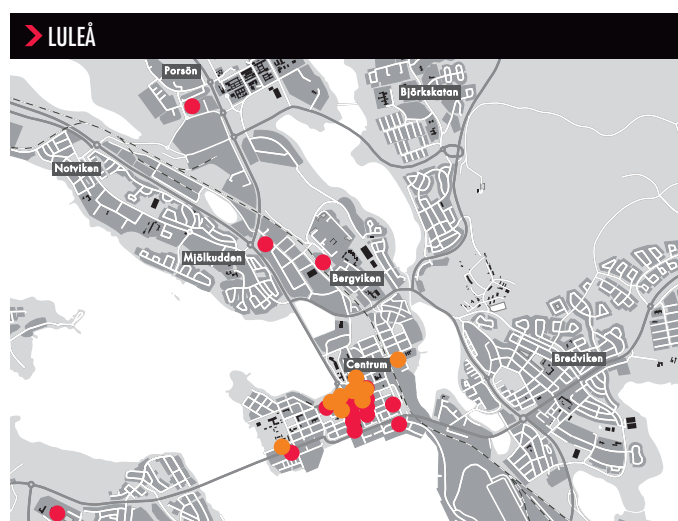 LULEÅ
Porsön
Björkskatan
Notviken
Mjölkudden
Bergviken
Centrum
Bredviken